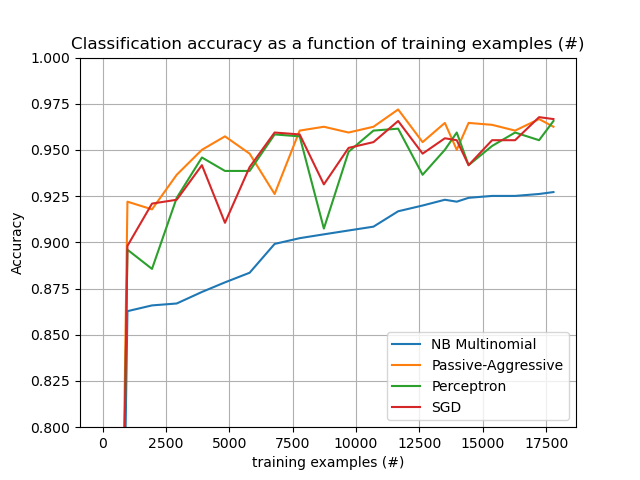 Classification accuracy as a function of training examples (#)
1.000
0.975
0.950
0.925
0.900
0.875
0.850
0.825
0.800
Accuracy
NB Multinomial
Passive-Aggressive
Perceptron
SGD
0 2500 5000 7500 10000 12500 15000 17500
training examples (#)